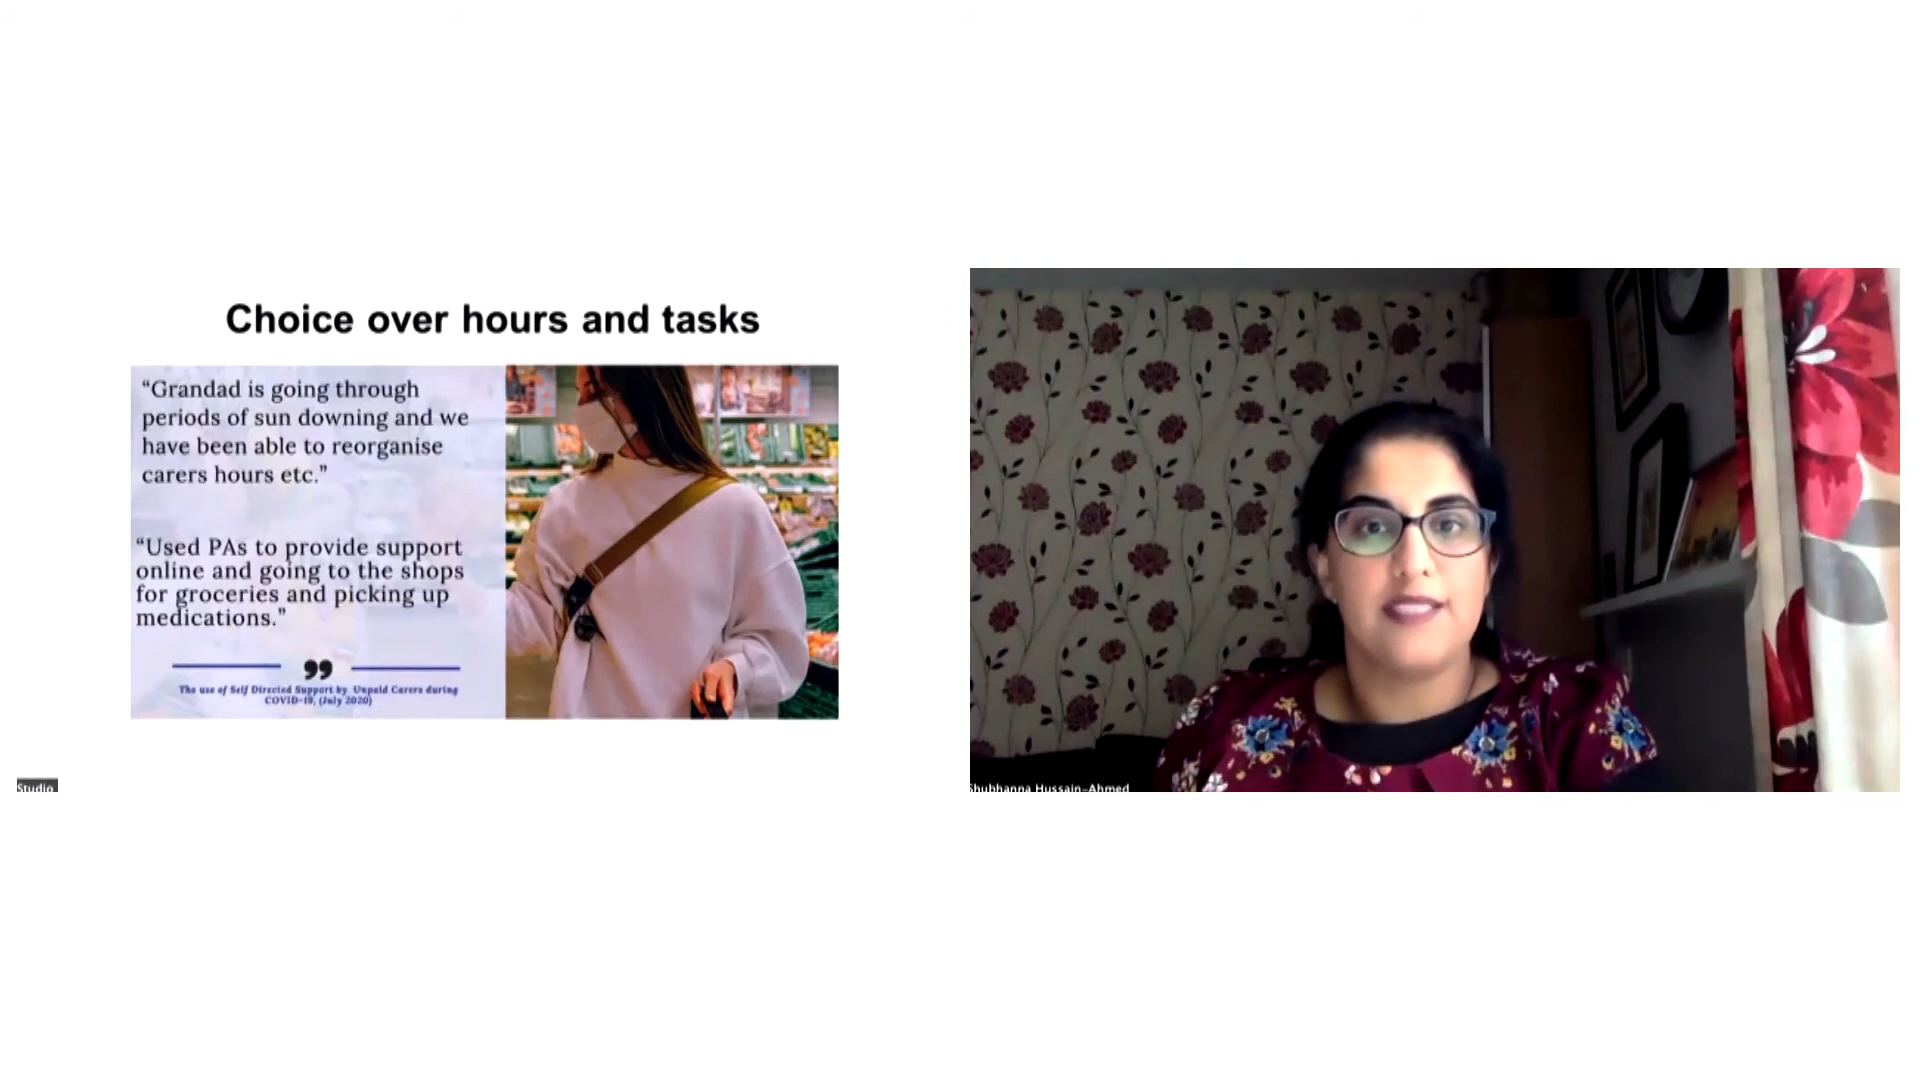 Choice over hours and tasks
“Grandad is going through
periods of sun downing and we
have been able to reorganise
carers hours etc.”
“Used PAs to provide support
online and going to the shops
for groceries and picking up
medications.”
”
The use of Self Directed Support by Unpaid Carers during
COVID-19, (July 2020)
Studio
Shubhanna Hussain-Ahmed